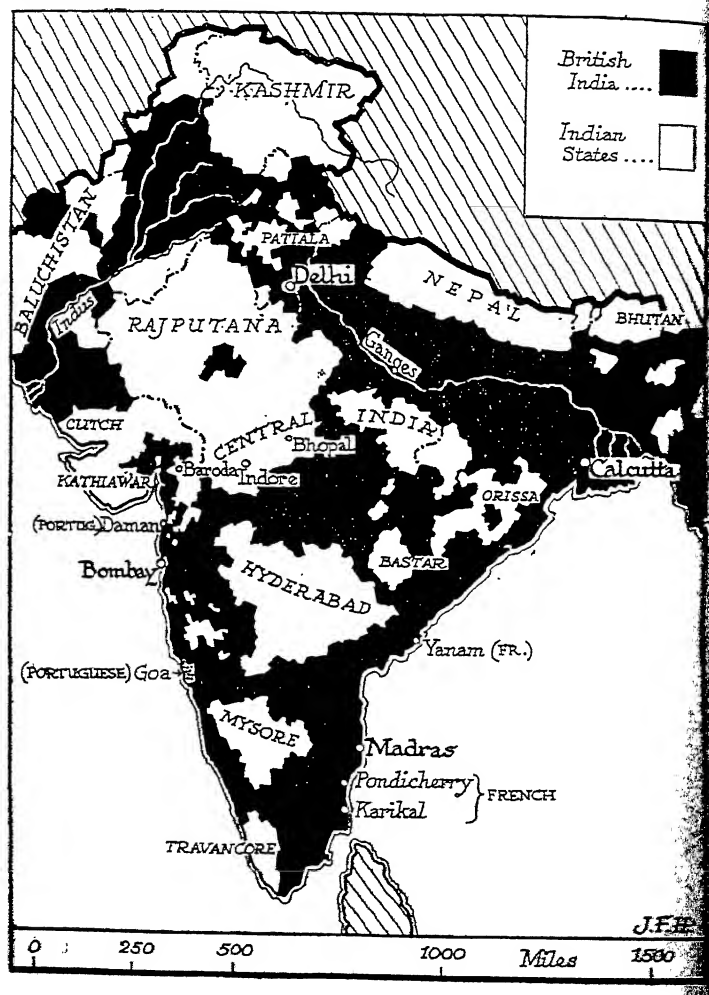 British
India ....
Indian
States ....
KASHMIR
BALUCHISTAN
PATIALA
Delhi
NEPAL
BHUTAN
Indus
RAJPUTANA
Ganges
CUTCH
CENTRAL INDIA
Bhopal
KATHIAWAR
Baroda
Indore
Calcutta
ORISSA
(PORTUG.) Daman
BASTAR
Bombay
HYDERABAD
Yanam (FR.)
(PORTUGUESE) Goa
MYSORE
Madras
Pondicherry
Karikal
FRENCH
TRAVANCORE
J.F.H.
0 250 500 1000 Miles 1500